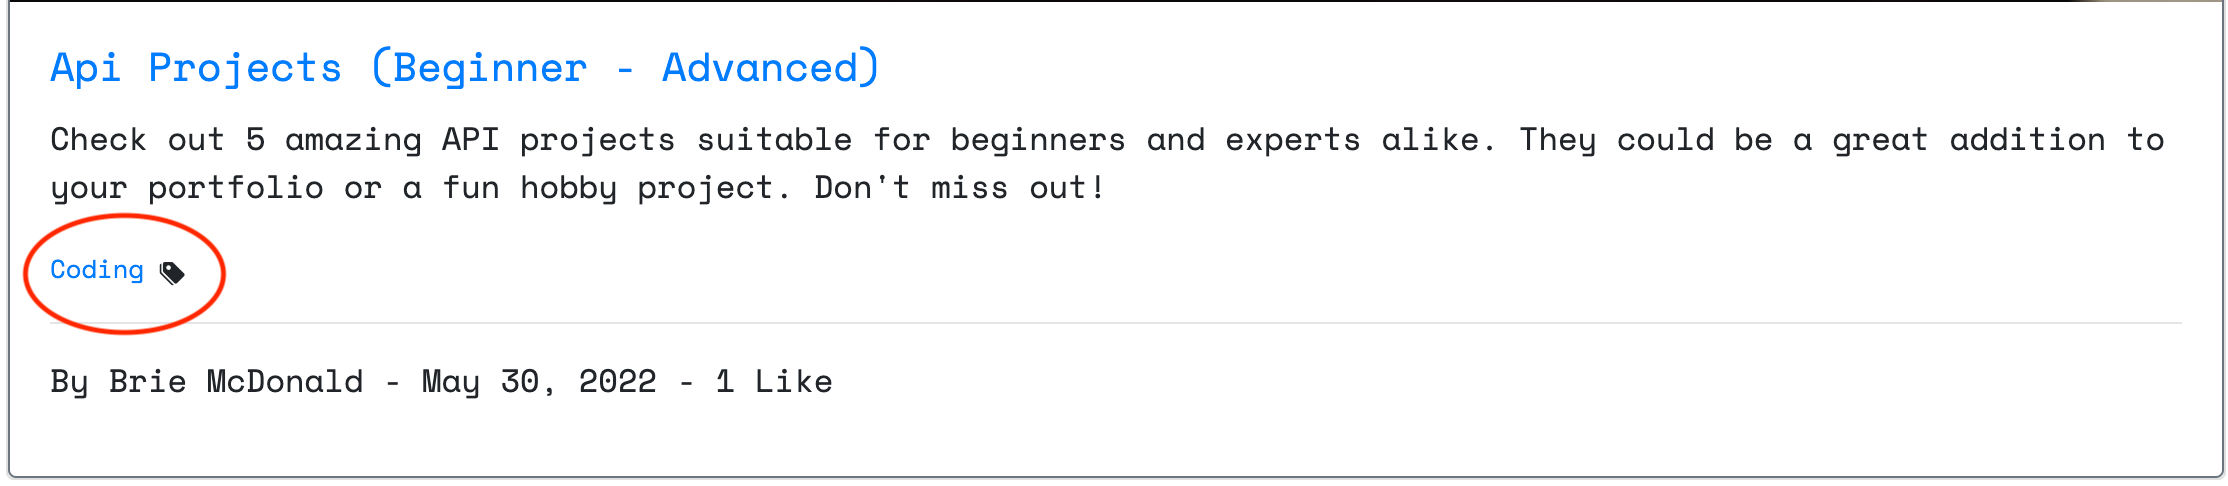 Api Projects (Beginner - Advanced)
Check out 5 amazing API projects suitable for beginners and experts alike. They could be a great addition to
your portfolio or a fun hobby project. Don't miss out!
Coding
By Brie McDonald - May 30, 2022 - 1 Like